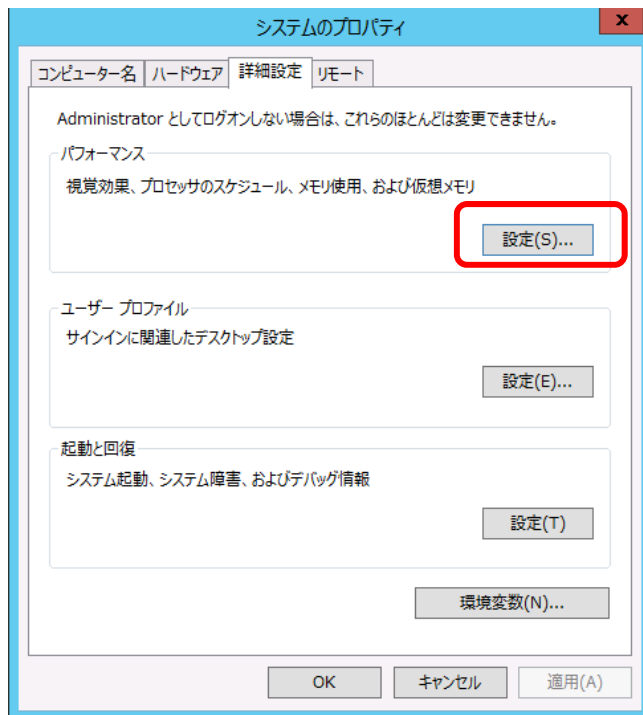 システムのプロパティ
x
コンピューター名 ハードウェア 詳細設定 リモート
Administrator としてログオンしない場合は、これらのほとんどは変更できません。
パフォーマンス
視覚効果、プロセッサのスケジュール、メモリ使用、および仮想メモリ
設定(S)...
ユーザー プロファイル
サインインに関連したデスクトップ設定
設定(E)...
起動と回復
システム起動、システム障害、およびデバッグ情報
設定(T)
環境変数(N)...
OK キャンセル 適用(A)